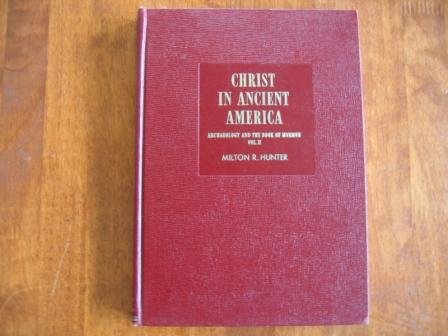 CHRIST
IN ANCIENT
AMERICA
ARCHAEOLOGY AND THE BOOK OF MORMON
VOL. II
MILTON R. HUNTER